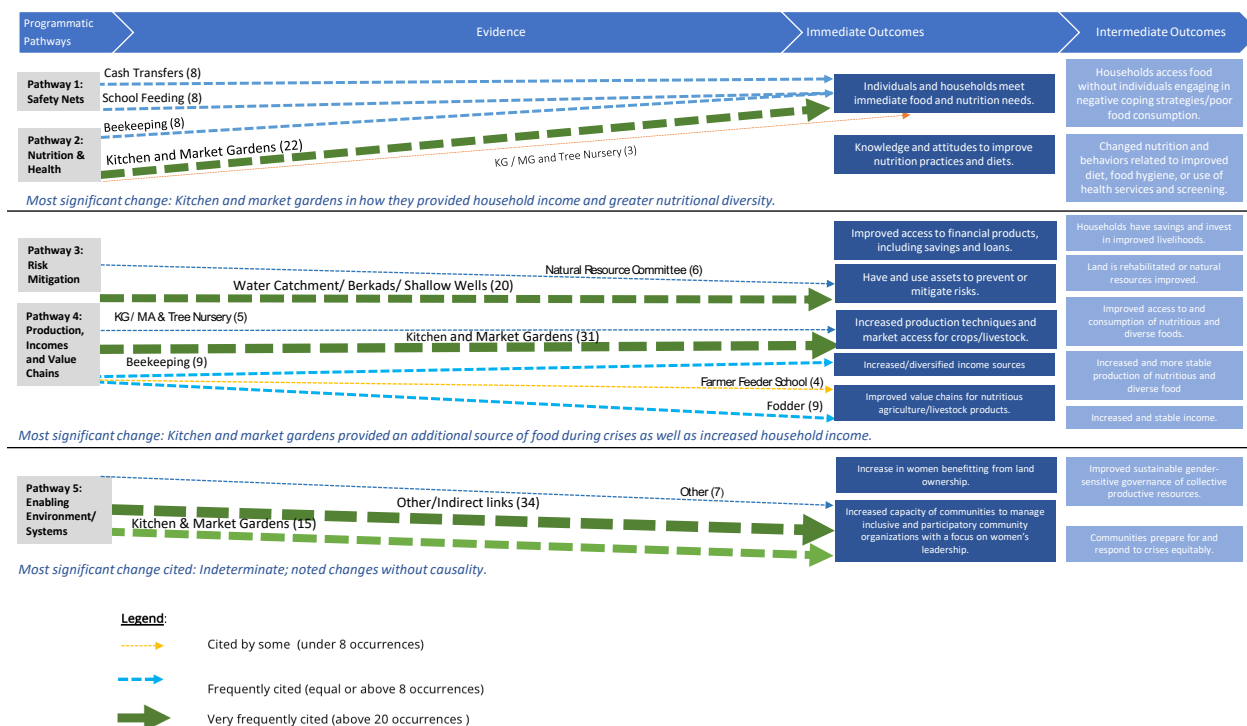 Programmatic
Pathways
Evidence
Immediate Outcomes
Intermediate Outcomes
Pathway 1:
Safety Nets
Cash Transfers (8)
School Feeding (8)
Beekeeping (8)
Pathway 2:
Nutrition &
Health
Kitchen and Market Gardens (22)
KG / MG and Tree Nursery (3)
Individuals and households meet
immediate food and nutrition needs.
Knowledge and attitudes to improve
nutrition practices and diets.
Households access food
without individuals engaging in
negative coping strategies/poor
food consumption.
Changed nutrition and
behaviors related to improved
diet, food hygiene, or use of
health services and screening.
Most significant change: Kitchen and market gardens in how they provided household income and greater nutritional diversity.
Pathway 3:
Risk
Mitigation
Natural Resource Committee (6)
Water Catchment/ Berkads/ Shallow Wells (20)
Pathway 4:
Production,
Incomes
and Value
Chains
KG/ MA & Tree Nursery (5)
Kitchen and Market Gardens (31)
Beekeeping (9)
Farmer Feeder School (4)
Fodder (9)
Improved access to financial products,
including savings and loans.
Have and use assets to prevent or
mitigate risks.
Increased production techniques and
market access for crops/livestock.
Increased/diversified income sources
Improved value chains for nutritious
agriculture/livestock products.
Households have savings and invest
in improved livelihoods.
Land is rehabilitated or natural
resources improved.
Improved access to and
consumption of nutritious and
diverse foods.
Increased and more stable
production of nutritious and
diverse food
Increased and stable income.
Most significant change: Kitchen and market gardens provided an additional source of food during crises as well as increased household income.
Pathway 5:
Enabling
Environment/
Systems
Other (7)
Other/Indirect links (34)
Kitchen & Market Gardens (15)
Increase in women benefitting from land
ownership.
Increased capacity of communities to manage
inclusive and participatory community
organizations with a focus on women's
leadership.
Improved sustainable gender-
sensitive governance of collective
productive resources.
Communities prepare for and
respond to crises equitably.
Most significant change cited: Indeterminate; noted changes without causality.
Legend:
Cited by some (under 8 occurrences)
Frequently cited (equal or above 8 occurrences)
Very frequently cited (above 20 occurrences )